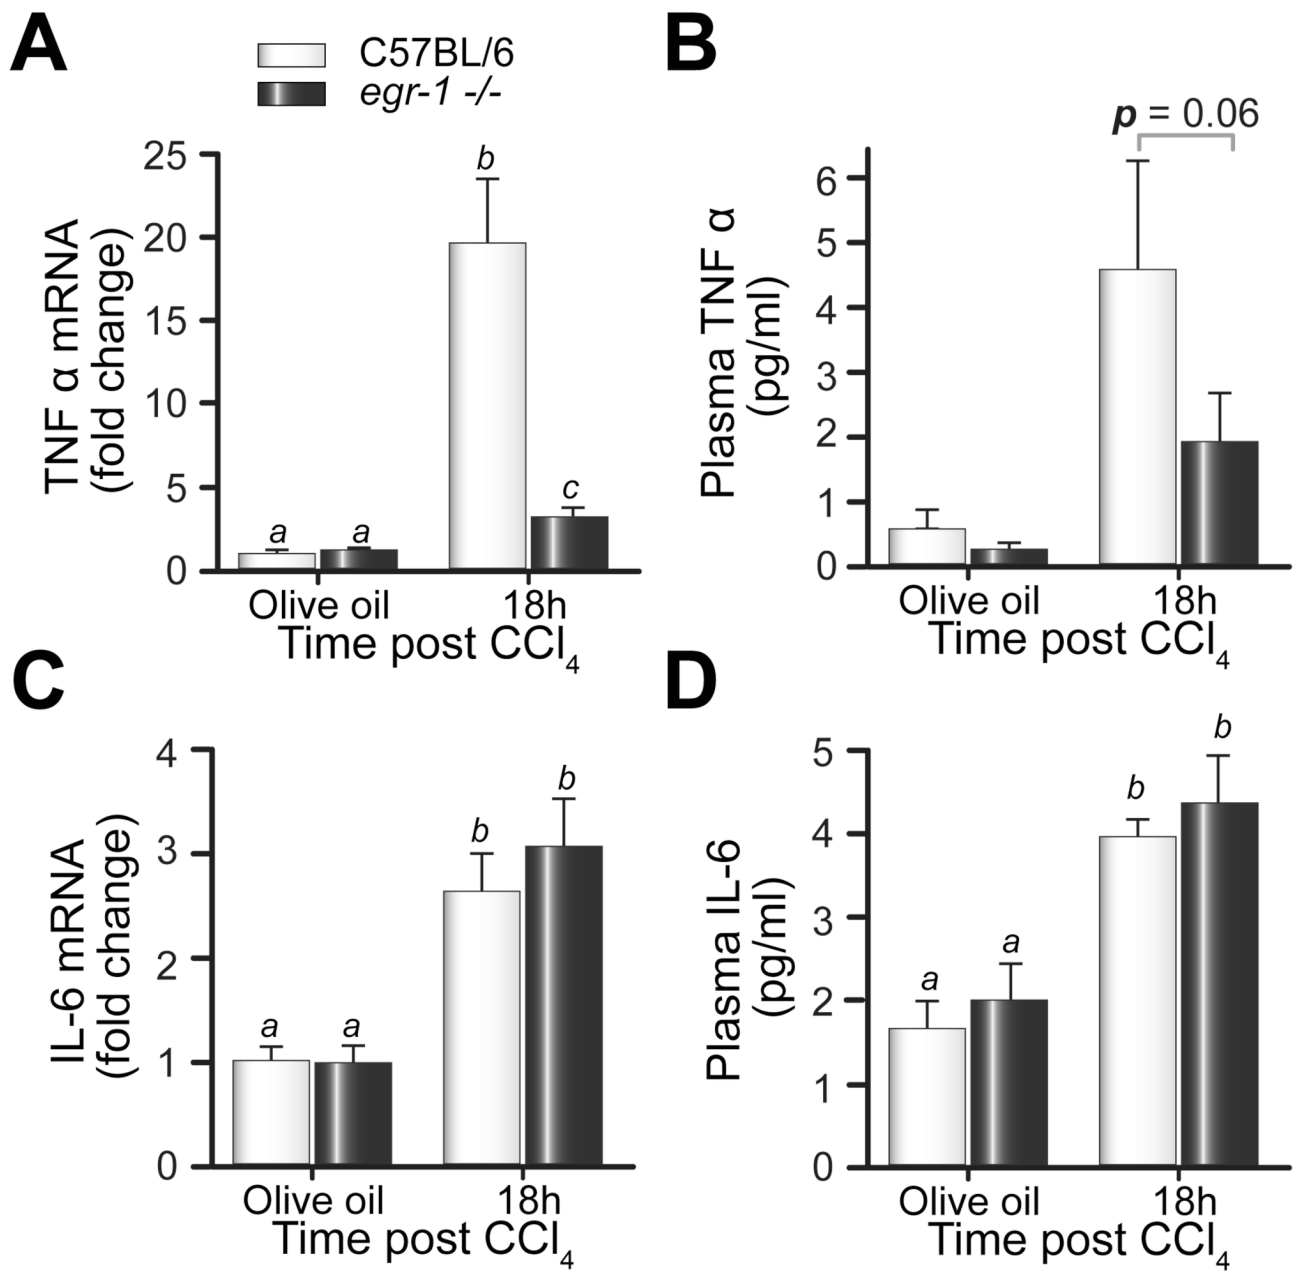 A
C57BL/6
egr-1 -/-
TNF α mRNA
(fold change)
25
20
15
10
5
0
a
a
b
c
Olive oil
18h
Time post CCl4
B
p = 0.06
Plasma TNF α
(pg/ml)
6
5
4
3
2
1
0
Olive oil
18h
Time post CCl4
C
IL-6 mRNA
(fold change)
4
3
2
1
0
a
a
b
b
Olive oil
18h
Time post CCl4
D
Plasma IL-6
(pg/ml)
5
4
3
2
1
0
a
a
b
b
Olive oil
18h
Time post CCl4